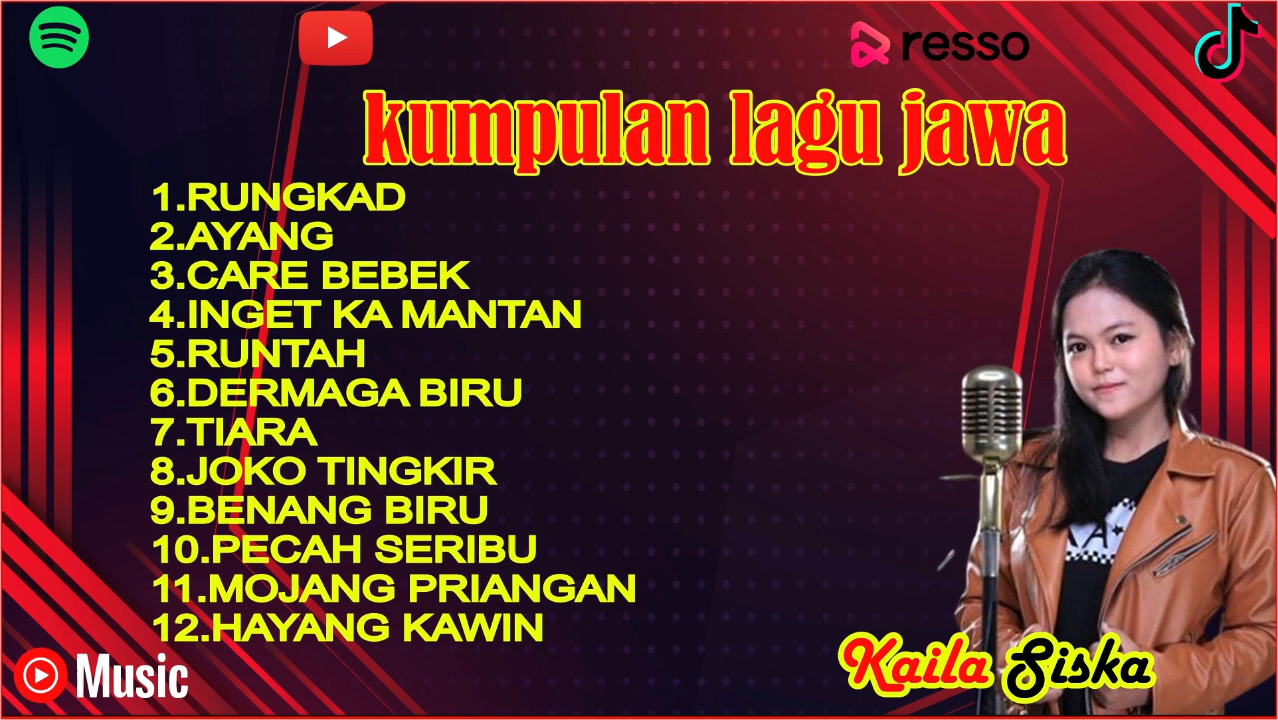 resso
kumpulan lagu jawa
1.RUNGKAD
2.AYANG
3.CARE BEBEK
4.INGET KA MANTAN
5.RUNTAH
6.DERMAGA BIRU
7.TIARA
8.JOKO TINGKIR
9.BENANG BIRU
10.PECAH SERIBU
11.MOJANG PRIANGAN
12.HAYANG KAWIN
Music
Kaila Siska